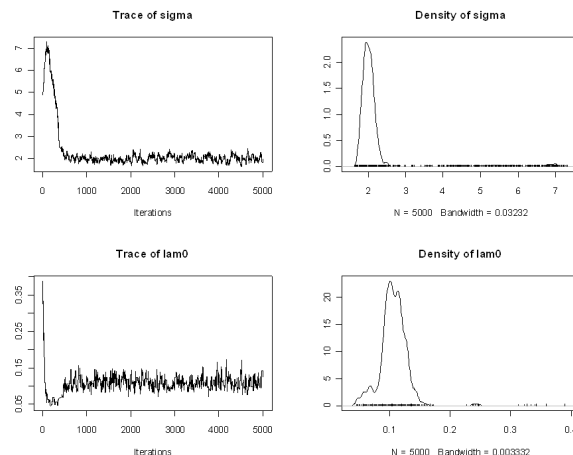 Trace of sigma
7
6
5
4
3
2
0 1000 2000 3000 4000 5000
Iterations
Density of sigma
2.0
1.5
1.0
0.5
0.0
2 3 4 5 6 7
N = 5000 Bandwidth = 0.03232
Trace of lam0
0.35
0.25
0.15
0.05
0 1000 2000 3000 4000 5000
Iterations
Density of lam0
20
15
10
5
0
0.1 0.2 0.3
N = 5000 Bandwidth = 0.003332